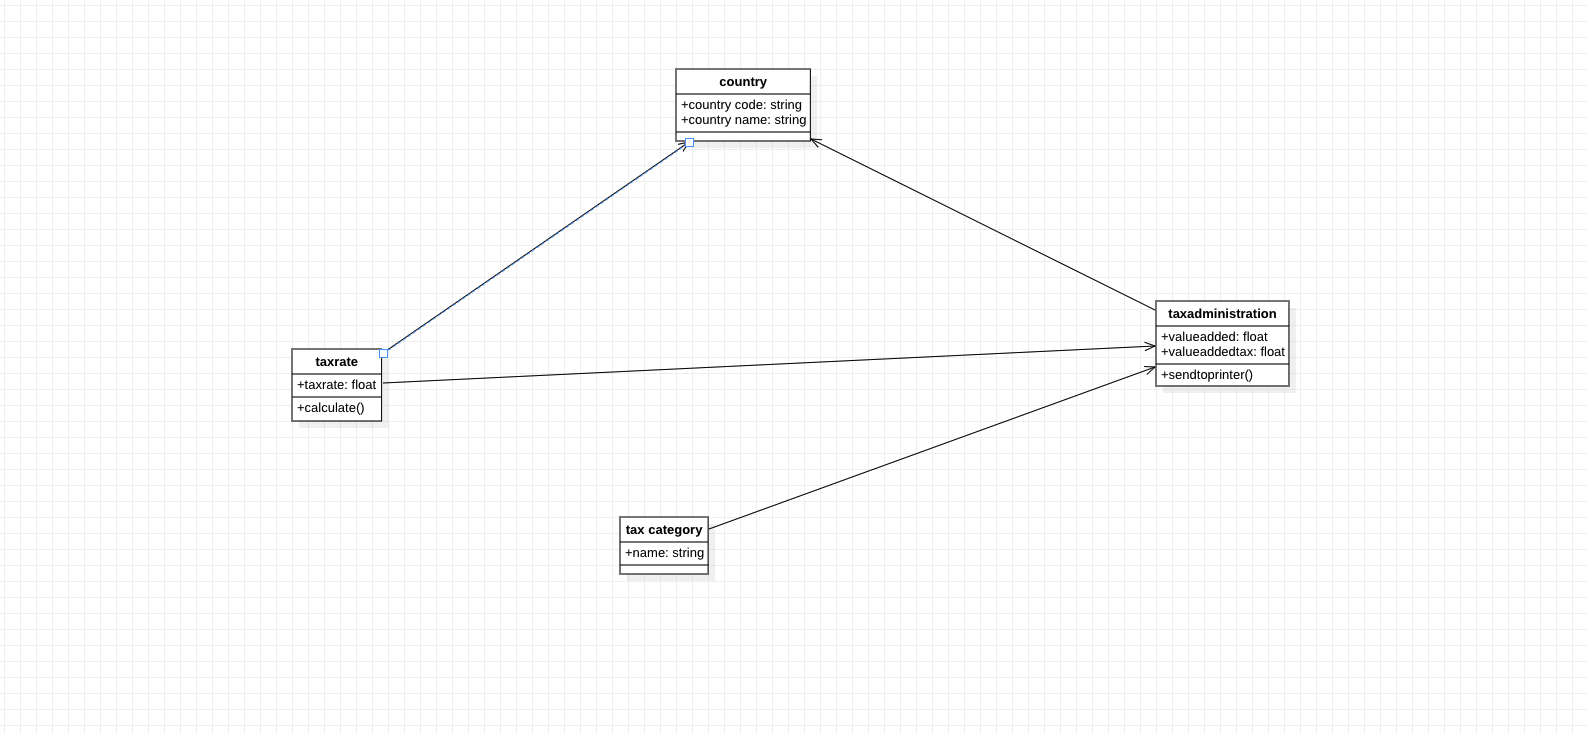 country
+country code: string
+country name: string
taxadministration
+valueadded: float
+valueaddedtax: float
+sendtoprinter()
taxrate
+taxrate: float
+calculate()
tax category
+name: string